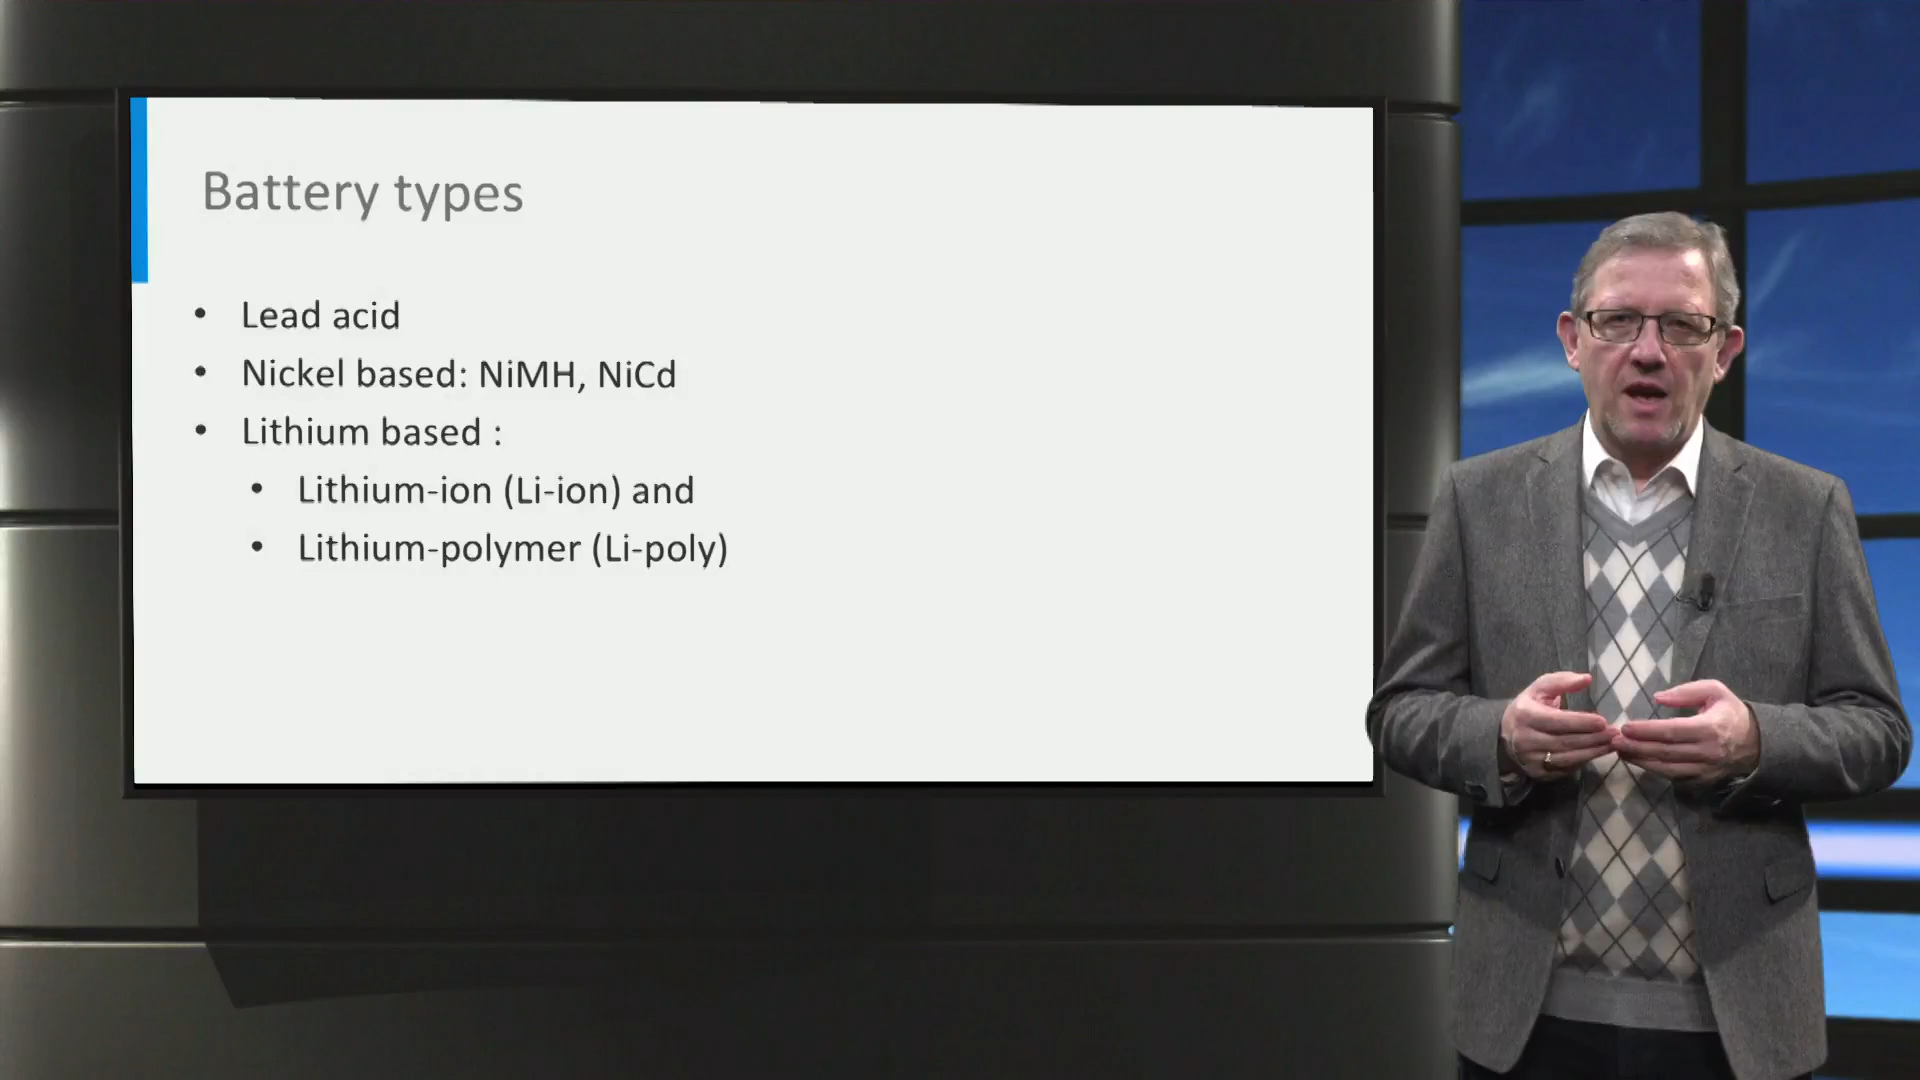 Battery types
• Lead acid
• Nickel based: NiMH, NiCd
• Lithium based :
• Lithium-ion (Li-ion) and
• Lithium-polymer (Li-poly)